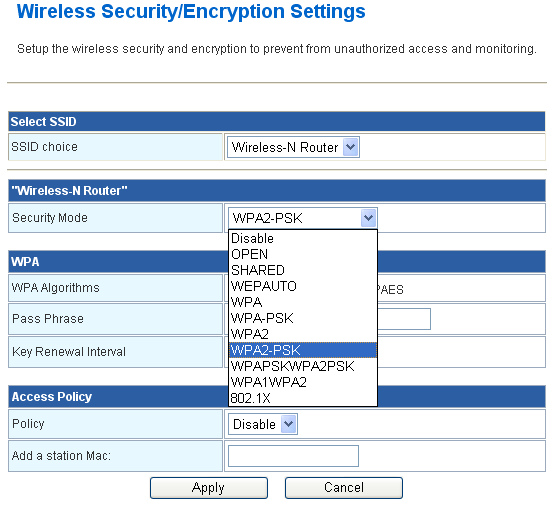 Wireless Security/Encryption Settings
Setup the wireless security and encryption to prevent from unauthorized access and monitoring.
Select SSID
SSID choice Wireless-N Router
"Wireless-N Router"
Security Mode WPA2-PSK
Disable
OPEN
SHARED
WEPAUTO
WPA
WPA-PSK
WPA2
WPA2-PSK
WPAPSKWPA2PSK
WPA1WPA2
802.1X
WPA
WPA Algorithms PAES
Pass Phrase
Key Renewal Interval
Access Policy
Policy Disable
Add a station Mac:
Apply Cancel